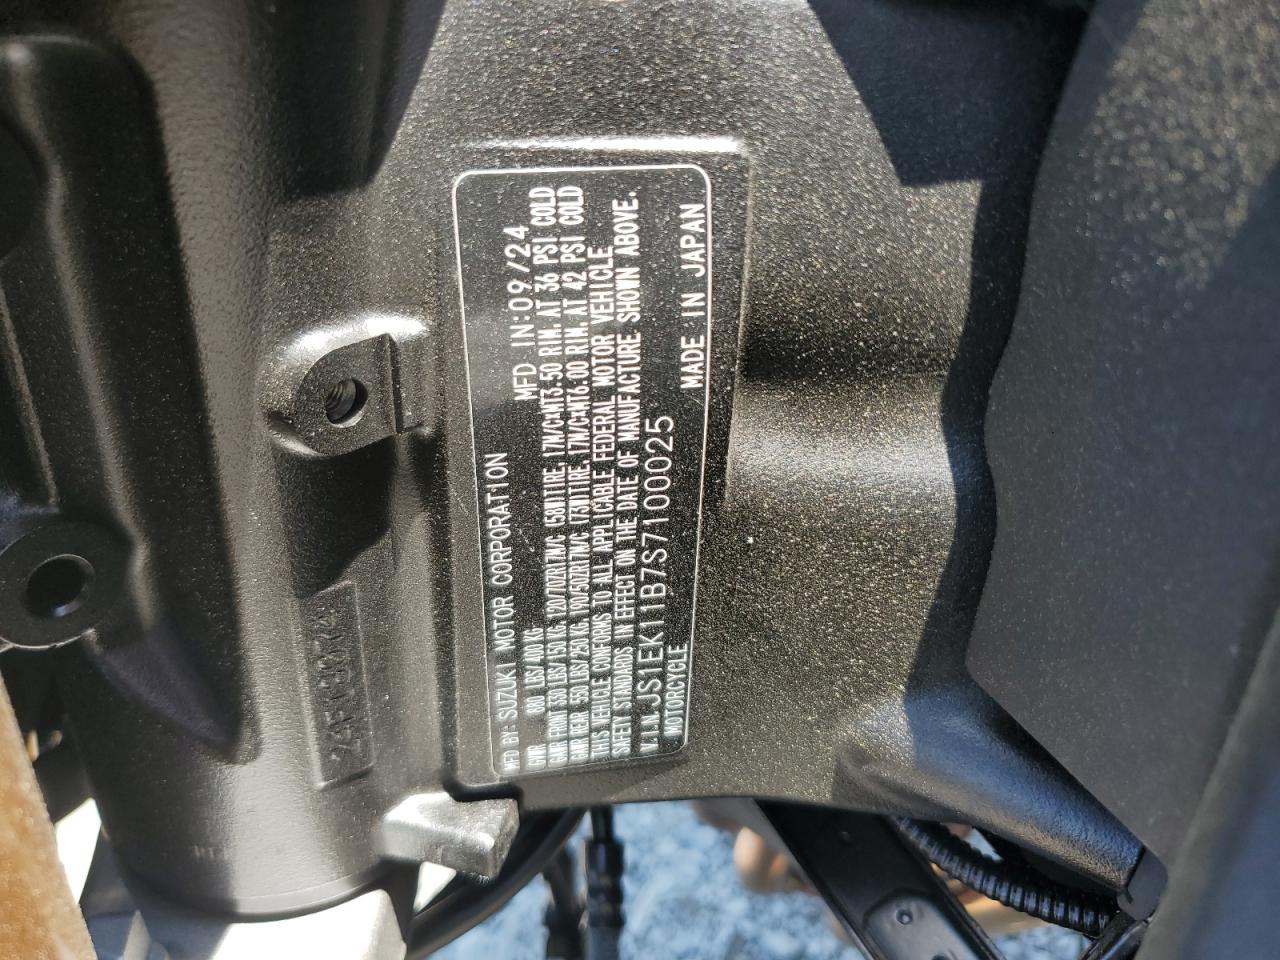 MFD BY: SUZUKI MOTOR CORPORATION MFD IN:09/24
GVWR 880 LBS/400 KG
GAWR FRONT 330 LBS/150 KG, 120/70ZR17M/C (58W)TIRE, 17M/C×MT3.50 RIM. AT 36 PSI COLD
GAWR REAR 550 LBS/250 KG, 190/50ZR17M/C (73W)TIRE, 17M/C×MT6.00 RIM. AT 42 PSI COLD
THIS VEHICLE CONFORMS TO ALL APPLICABLE FEDERAL MOTOR VEHICLE
SAFETY STANDARDS IN EFFECT ON THE DATE OF MANUFACTURE SHOWN ABOVE.
V.I.N. JS1EK11B7S7100025
MOTORCYCLE MADE IN JAPAN